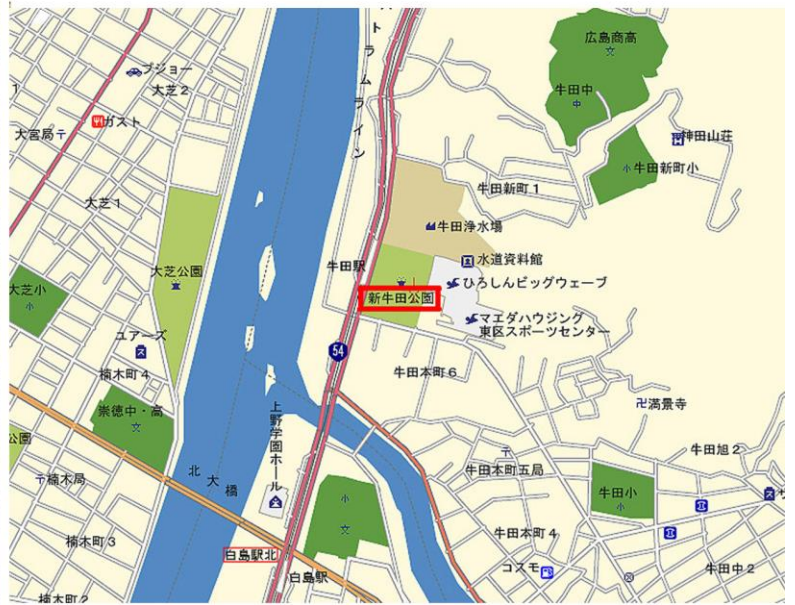 広島商高
プジョー
大芝2
ストラムライン
牛田中
ガスト
大宮局
神田山荘
牛田新町小
牛田新町1
大芝1
牛田浄水場
水道資料館
牛田駅
大芝公園
ひろしんビッグウェーブ
大芝小
新牛田公園
マエダハウジング
東区スポーツセンター
ユアーズ
54
楠木町4
牛田本町6
満景寺
崇徳中・高
上野学園ホール
公園
牛田旭2
北大橋
牛田本町五局
楠木局
牛田小
楠木町3
牛田本町4
白島駅北
コスモ
白島駅
牛田中2
楠木町2